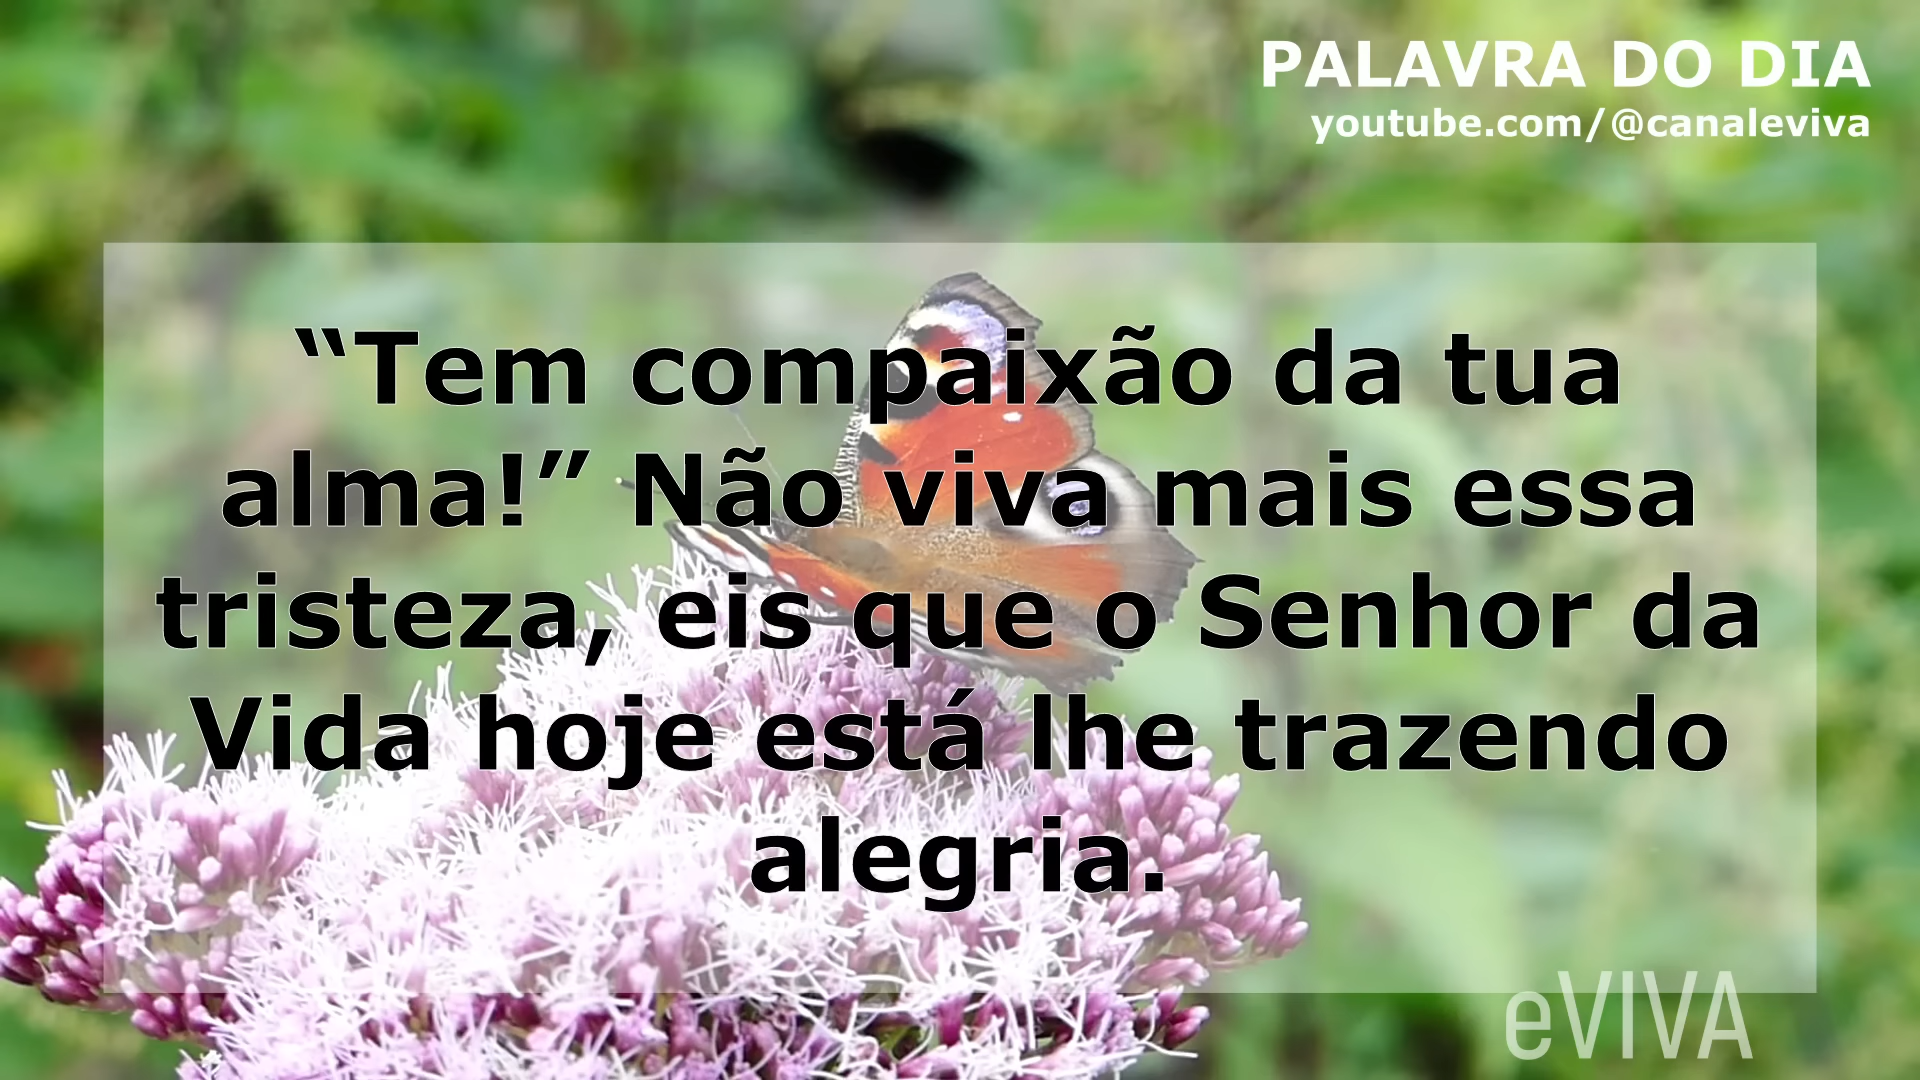 PALAVRA DO DIA
youtube.com/@canaleviva
“Tem compaixão da tua
alma!” Não viva mais essa
tristeza, eis que o Senhor da
Vida hoje está lhe trazendo
alegria.
eVIVA